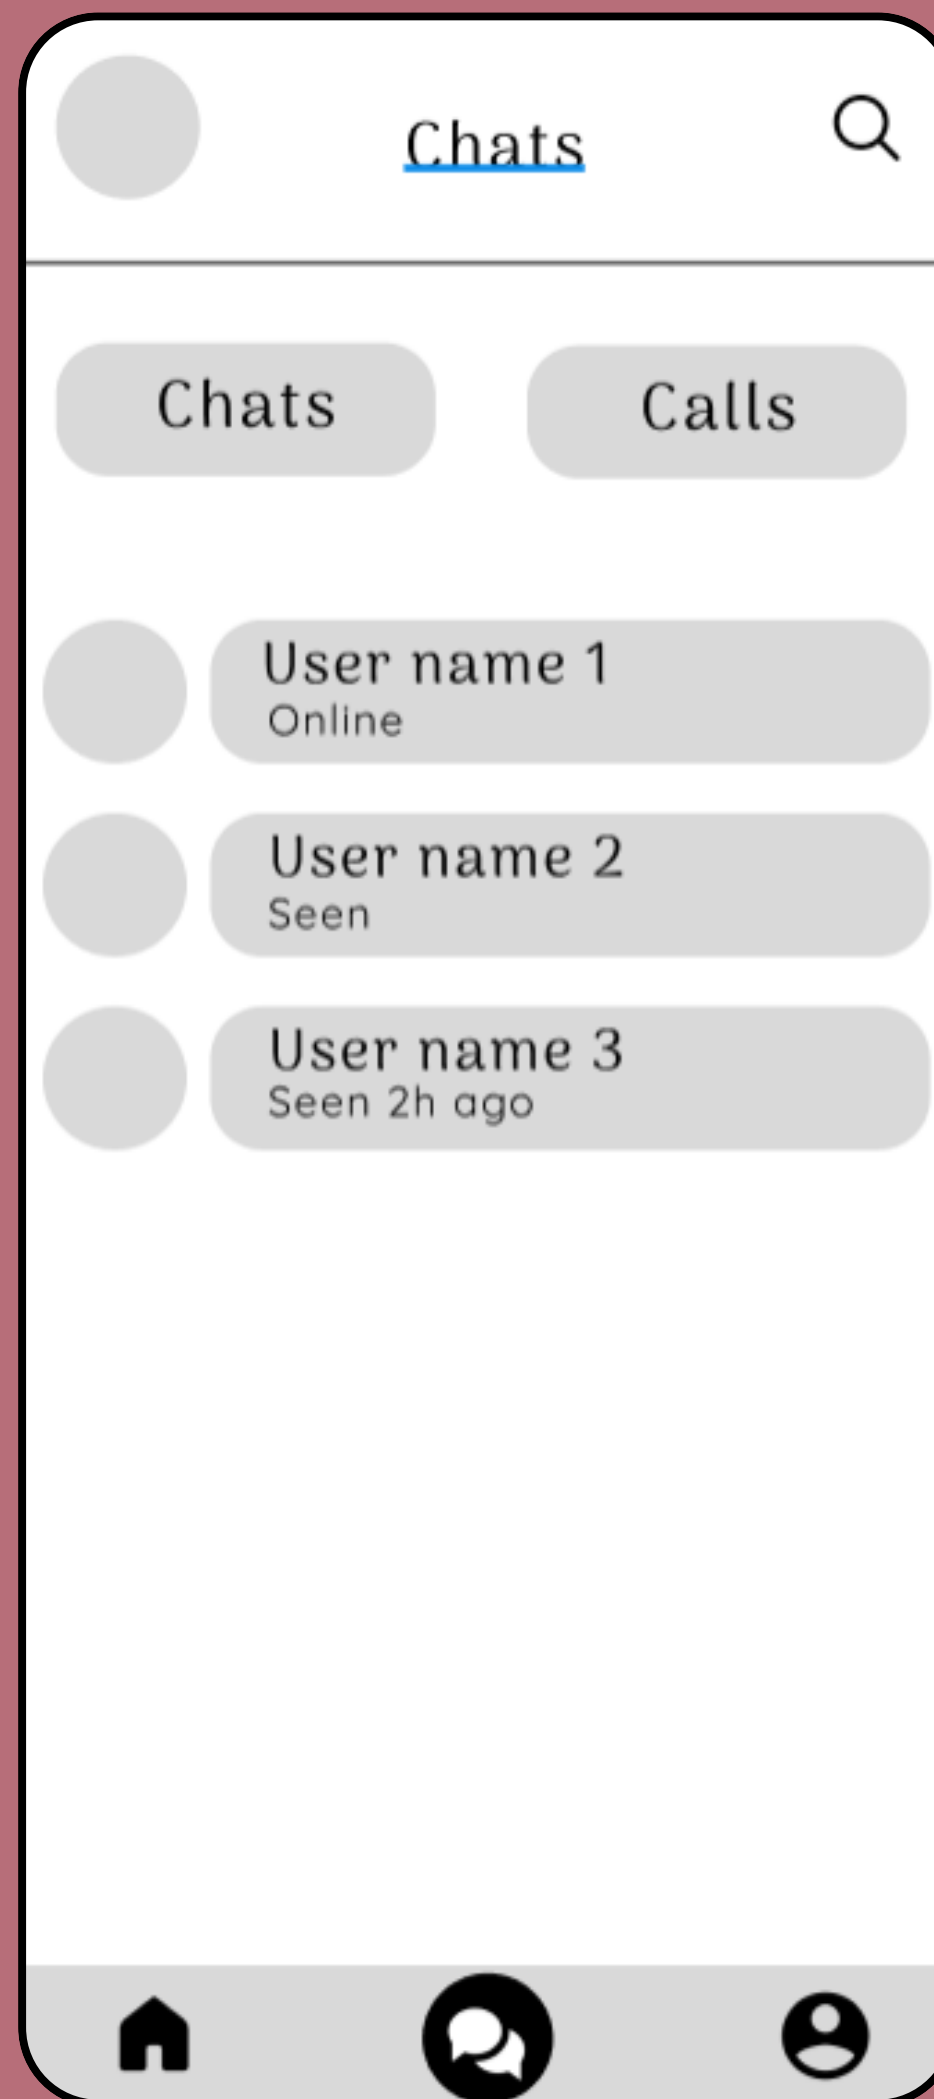 Chats
Chats
Calls
User name 1
Online
User name 2
Seen
User name 3
Seen 2h ago